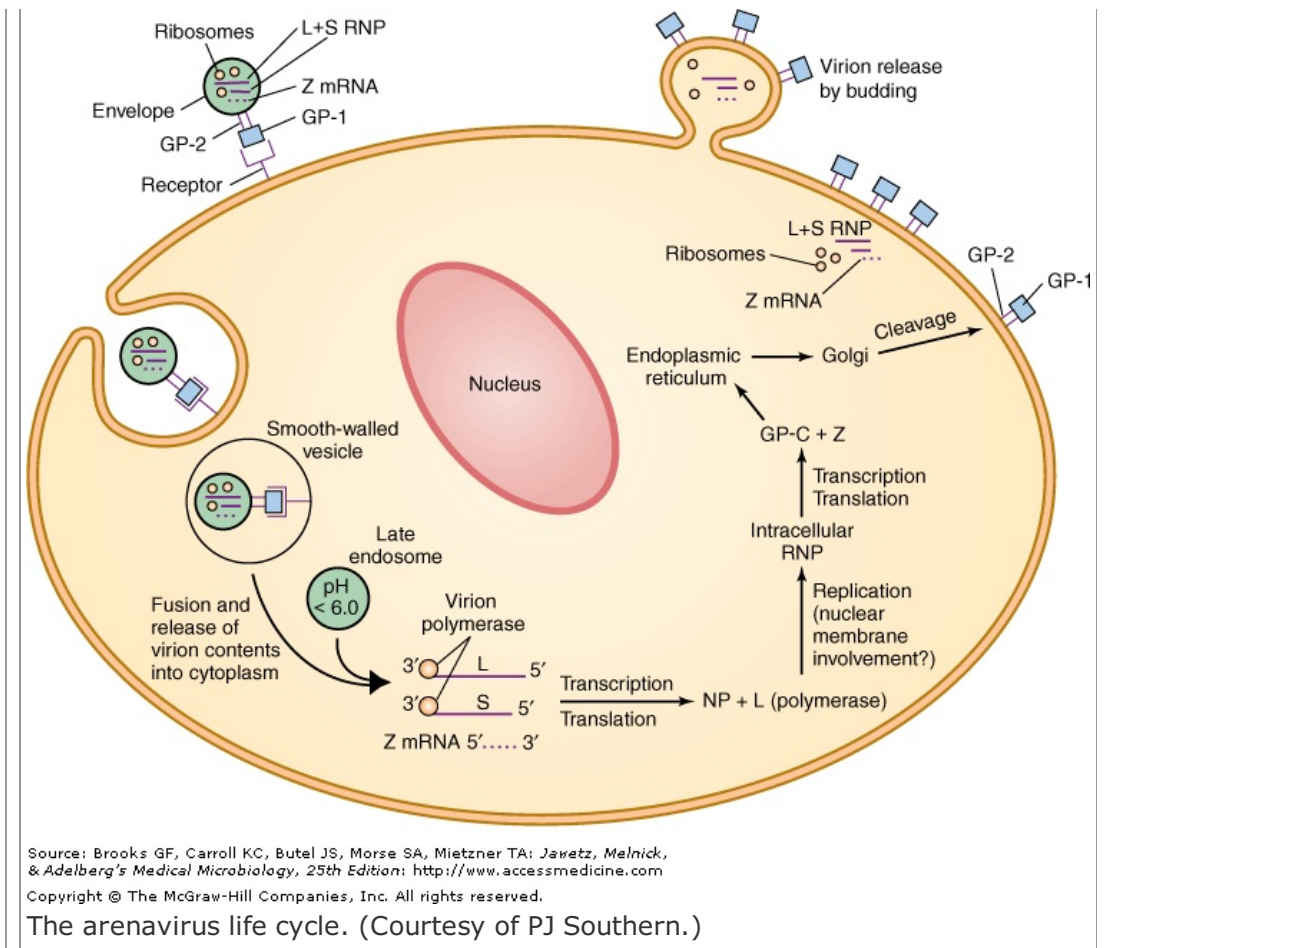 Ribosomes
L+S RNP
Z mRNA
Envelope
GP-1
GP-2
Receptor
Virion release
by budding
L+S RNP
Ribosomes
Z mRNA
GP-2
GP-1
Cleavage
Endoplasmic
reticulum
Golgi
Nucleus
GP-C + Z
Smooth-walled
vesicle
Transcription
Translation
Intracellular
RNP
Late
endosome
pH
< 6.0
Fusion and
release of
virion contents
into cytoplasm
Virion
polymerase
Replication
(nuclear
membrane
involvement?)
3′ L 5′
3′ S 5′
Z mRNA 5′ 3′
Transcription
Translation
NP + L (polymerase)
Source: Brooks GF, Carroll KC, Butel JS, Morse SA, Mietzner TA: Jawetz, Melnick,
& Adelberg's Medical Microbiology, 25th Edition: http://www.accessmedicine.com
Copyright © The McGraw-Hill Companies, Inc. All rights reserved.
The arenavirus life cycle. (Courtesy of PJ Southern.)